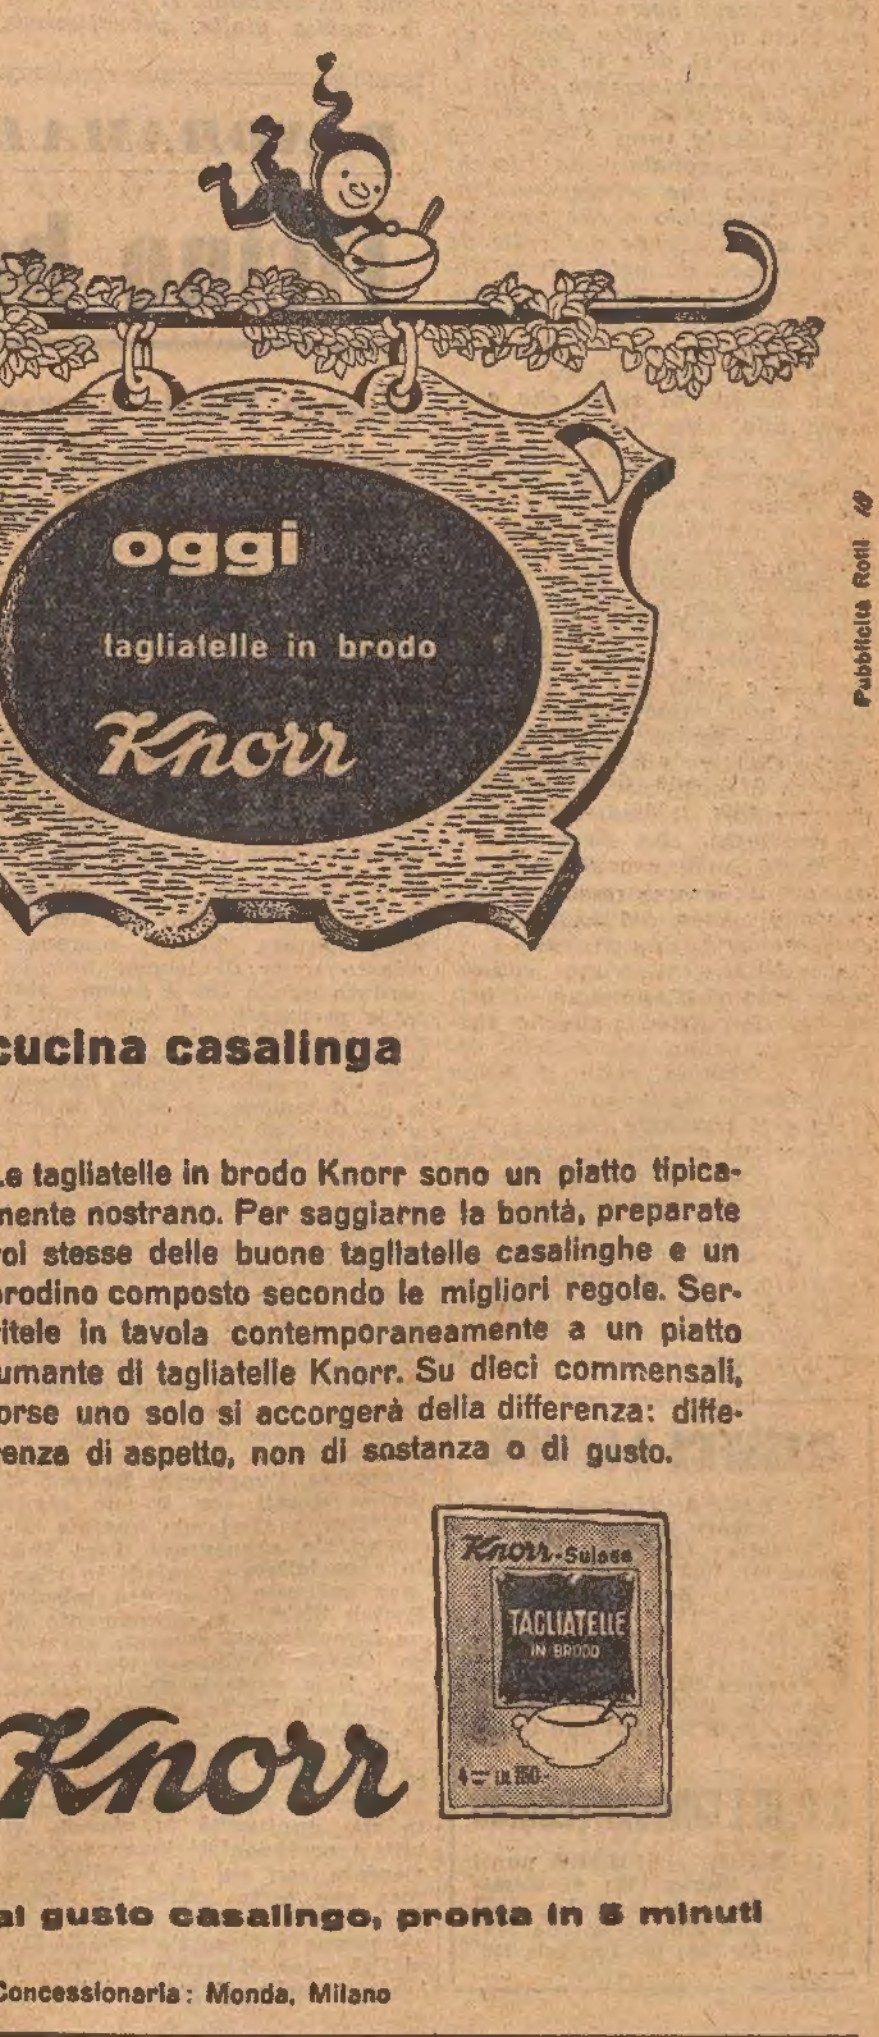 oggi
tagliatelle in brodo
Knorr
Pubblicità Rotti
cucina casalinga
Le tagliatelle in brodo Knorr sono un piatto tipica-
mente nostrano. Per saggiarne la bontà, preparate
voi stesse delle buone tagliatelle casalinghe e un
brodino composto secondo le migliori regole. Ser-
vitele in tavola contemporaneamente a un piatto
fumante di tagliatelle Knorr. Su dieci commensali,
forse uno solo si accorgerà della differenza: diffe-
renza di aspetto, non di sostanza o di gusto.
Knorr-Suisse
TAGLIATELLE
IN BRODO
4 = Lit. 150
Knorr
al gusto casalingo, pronta in 5 minuti
Concessionaria: Monda, Milano